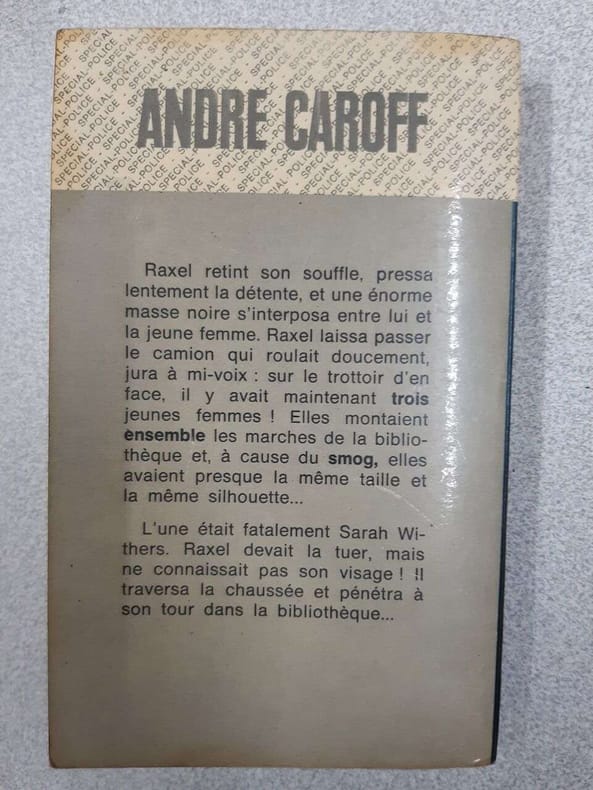 SPECIAL-POLICE
ANDRE CAROFF
Raxel retint son souffle, pressa
lentement la détente, et une énorme
masse noire s'interposa entre lui et
la jeune femme. Raxel laissa passer
le camion qui roulait doucement,
jura à mi-voix : sur le trottoir d'en
face, il y avait maintenant trois
jeunes femmes ! Elles montaient
ensemble les marches de la biblio-
thèque et, à cause du smog, elles
avaient presque la même taille et
la même silhouette...
L'une était fatalement Sarah Wi-
thers. Raxel devait la tuer, mais
ne connaissait pas son visage ! Il
traversa la chaussée et pénétra à
son tour dans la bibliothèque...